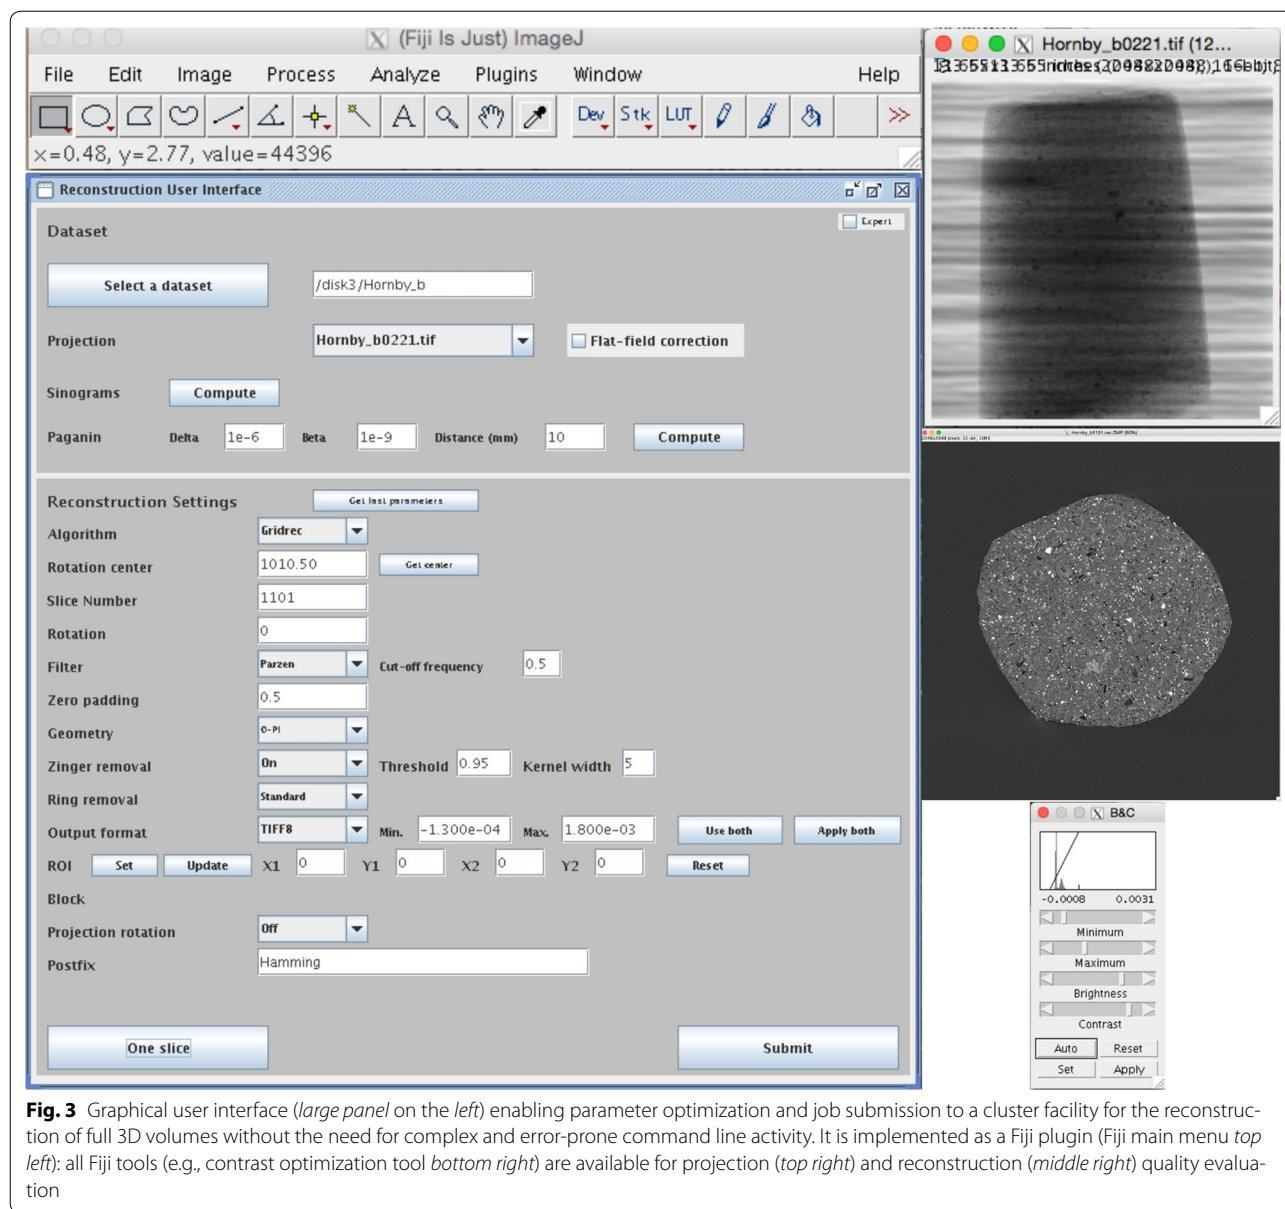 (Fiji Is Just) ImageJ
File Edit Image Process Analyze Plugins Window Help
Dev Stk LUT >>
x=0.48, y=2.77, value=44396
Reconstruction User Interface
Expert
Dataset
Select a dataset /disk3/Hornby_b
Projection Hornby_b0221.tif Flat-field correction
Sinograms Compute
Paganin Delta 1e-6 Beta 1e-9 Distance (mm) 10 Compute
Reconstruction Settings Get last parameters
Algorithm Gridrec
Rotation center 1010.50 Get center
Slice Number 1101
Rotation 0
Filter Parzen Cut-off frequency 0.5
Zero padding 0.5
Geometry 0-PI
Zinger removal On Threshold 0.95 Kernel width 5
Ring removal Standard
Output format TIFF8 Min. -1.300e-04 Max. 1.800e-03 Use both Apply both
ROI Set Update X1 0 Y1 0 X2 0 Y2 0 Reset
Block
Projection rotation Off
Postfix Hamming
One slice Submit
X Hornby_b0221.tif (12...
X B&C
-0.0008 0.0031
Minimum
Maximum
Brightness
Contrast
Auto Reset
Set Apply
Fig. 3 Graphical user interface (large panel on the left) enabling parameter optimization and job submission to a cluster facility for the reconstruc-
tion of full 3D volumes without the need for complex and error-prone command line activity. It is implemented as a Fiji plugin (Fiji main menu top
left): all Fiji tools (e.g., contrast optimization tool bottom right) are available for projection (top right) and reconstruction (middle right) quality evalua-
tion